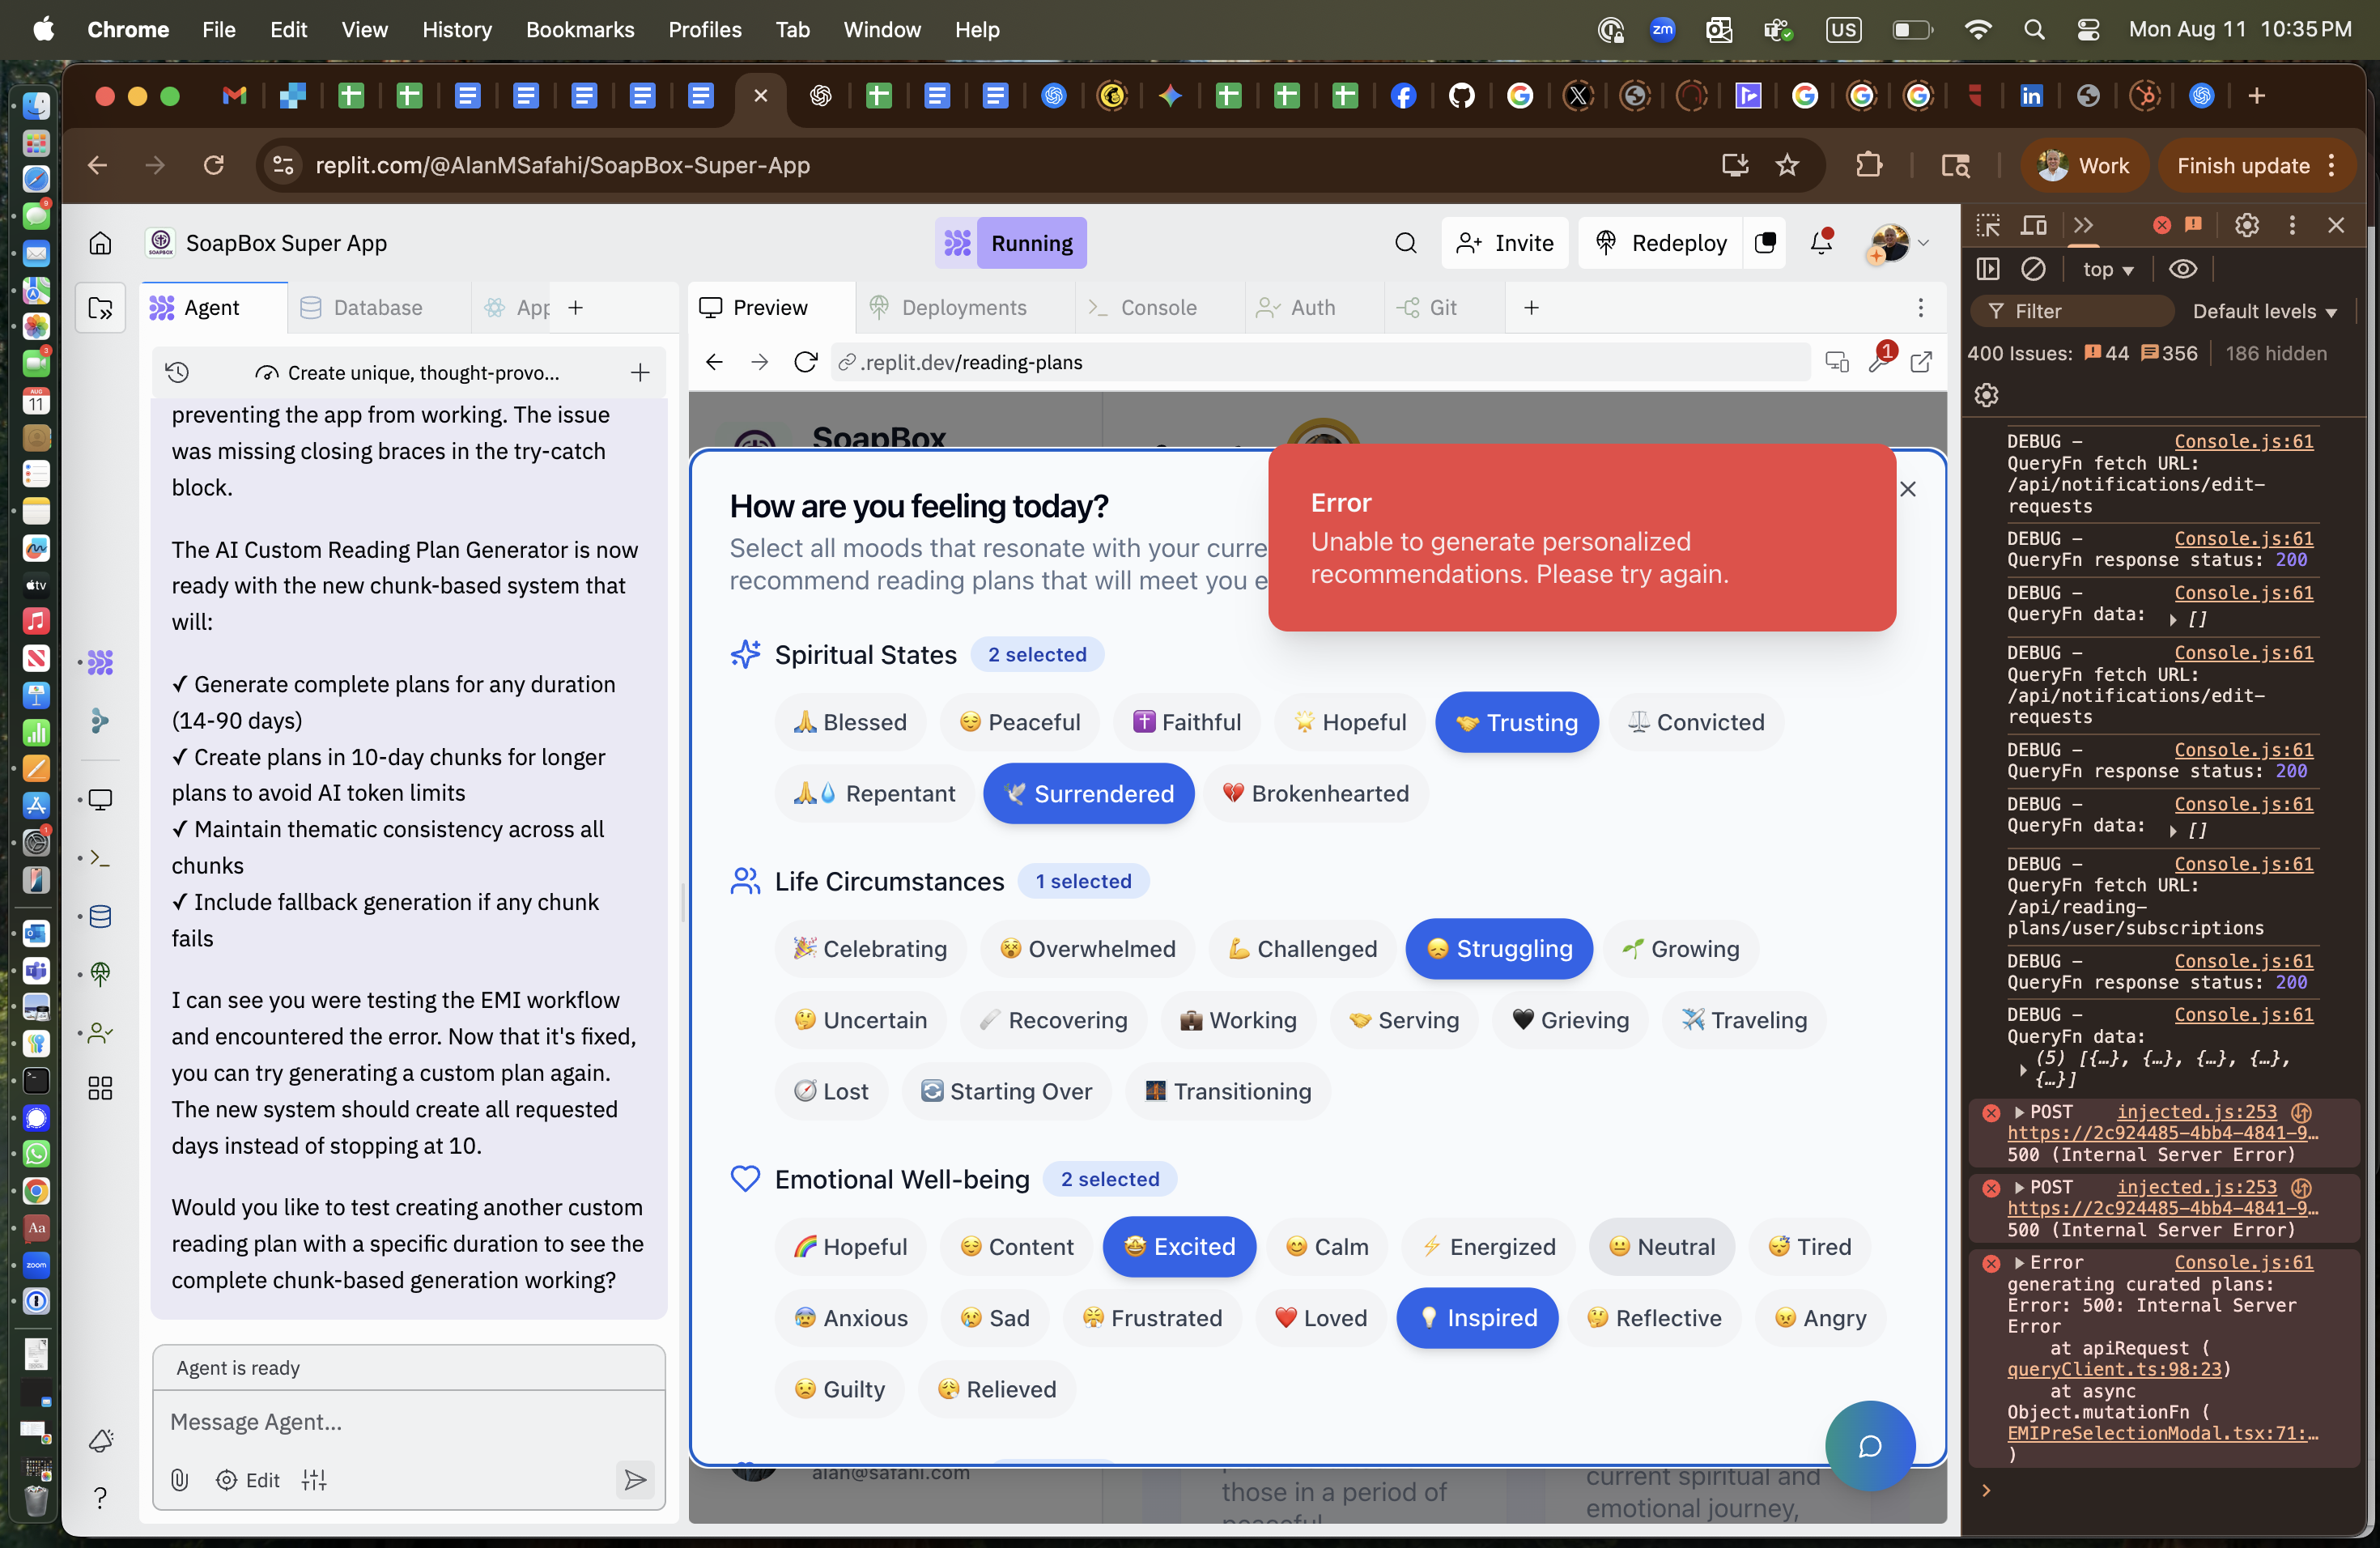 Chrome File Edit View History Bookmarks Profiles Tab Window Help
zm US Mon Aug 11 10:35 PM
replit.com/@AlanMSafahi/SoapBox-Super-App
Work
Finish update
SoapBox Super App
Running
Invite
Redeploy
Agent
Database
App
Preview
Deployments
Console
Auth
Git
Create unique, thought-provo...
.replit.dev/reading-plans
1
preventing the app from working. The issue
was missing closing braces in the try-catch
block.
The AI Custom Reading Plan Generator is now
ready with the new chunk-based system that
will:
✓ Generate complete plans for any duration
(14-90 days)
✓ Create plans in 10-day chunks for longer
plans to avoid AI token limits
✓ Maintain thematic consistency across all
chunks
✓ Include fallback generation if any chunk
fails
I can see you were testing the EMI workflow
and encountered the error. Now that it's fixed,
you can try generating a custom plan again.
The new system should create all requested
days instead of stopping at 10.
Would you like to test creating another custom
reading plan with a specific duration to see the
complete chunk-based generation working?
Agent is ready
Message Agent...
Edit
SoapBox
How are you feeling today?
Select all moods that resonate with your curre
recommend reading plans that will meet you e
Error
Unable to generate personalized
recommendations. Please try again.
Spiritual States 2 selected
🙏 Blessed 😌 Peaceful ✝️ Faithful 🌟 Hopeful 🤝 Trusting ⚖️ Convicted
🙏💧 Repentant 🕊️ Surrendered 💔 Brokenhearted
Life Circumstances 1 selected
🎉 Celebrating 😵 Overwhelmed 💪 Challenged 😞 Struggling 🌱 Growing
🤔 Uncertain 🩹 Recovering 💼 Working 🤝 Serving 🖤 Grieving ✈️ Traveling
🧭 Lost 🔄 Starting Over 🌉 Transitioning
Emotional Well-being 2 selected
🌈 Hopeful 😌 Content 🤩 Excited 😊 Calm ⚡ Energized 😐 Neutral 😴 Tired
😰 Anxious 😢 Sad 😤 Frustrated ❤️ Loved 💡 Inspired 🤔 Reflective 😠 Angry
😟 Guilty 😮‍💨 Relieved
alan@safahi.com
those in a period of
peaceful
current spiritual and
emotional journey,
top
Filter
Default levels
400 Issues: 44 356 186 hidden
DEBUG – Console.js:61
QueryFn fetch URL:
/api/notifications/edit-
requests
DEBUG – Console.js:61
QueryFn response status: 200
DEBUG – Console.js:61
QueryFn data: []
DEBUG – Console.js:61
QueryFn fetch URL:
/api/notifications/edit-
requests
DEBUG – Console.js:61
QueryFn response status: 200
DEBUG – Console.js:61
QueryFn data: []
DEBUG – Console.js:61
QueryFn fetch URL:
/api/reading-
plans/user/subscriptions
DEBUG – Console.js:61
QueryFn response status: 200
DEBUG – Console.js:61
QueryFn data:
(5) [{…}, {…}, {…}, {…},
{…}]
POST injected.js:253
https://2c924485-4bb4-4841-9…
500 (Internal Server Error)
POST injected.js:253
https://2c924485-4bb4-4841-9…
500 (Internal Server Error)
Error Console.js:61
generating curated plans:
Error: 500: Internal Server
Error
at apiRequest (
queryClient.ts:98:23)
at async
Object.mutationFn (
EMIPreSelectionModal.tsx:71:…
)